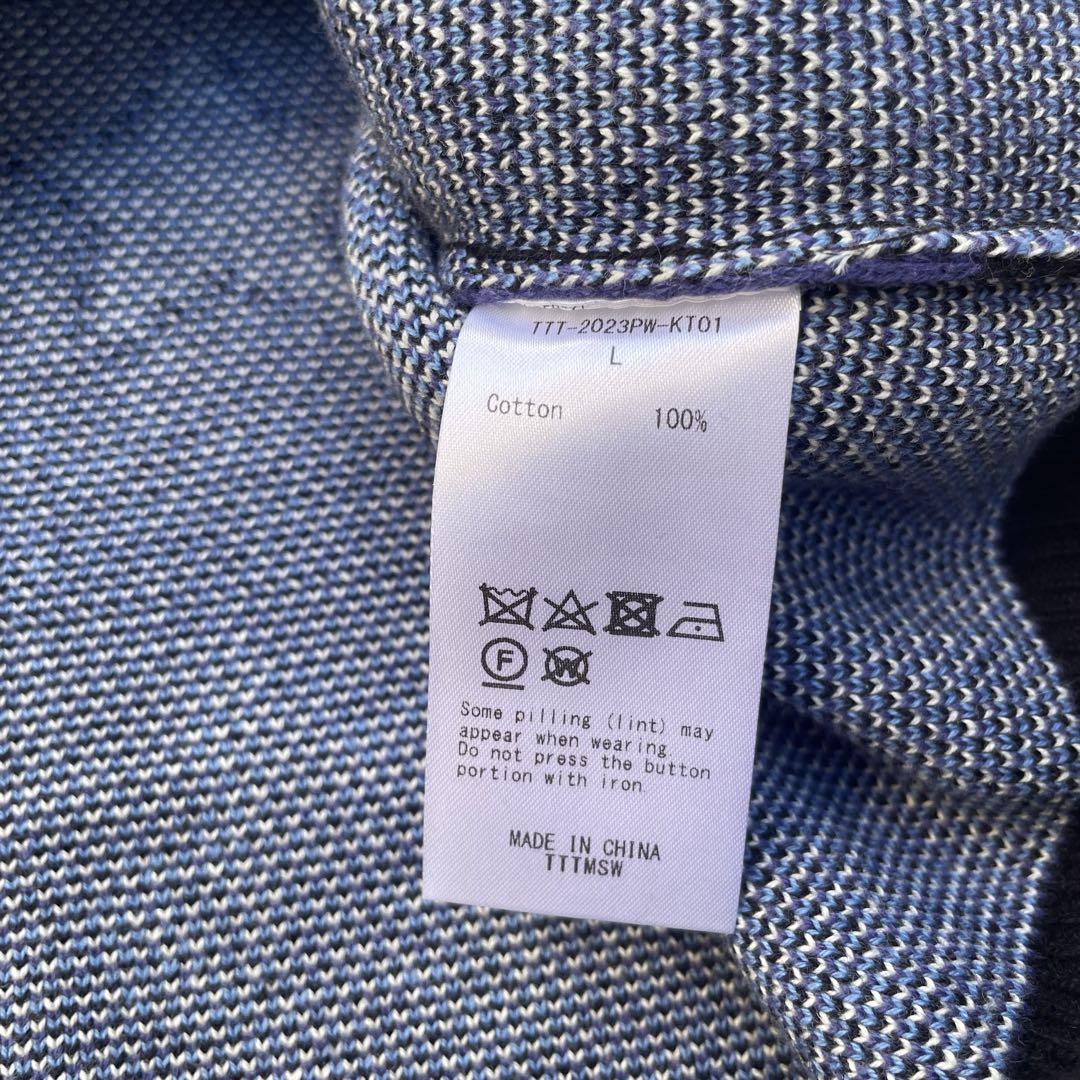 TTT-2023PW-KT01
L
Cotton 100%
F W
Some pilling (lint) may
appear when wearing.
Do not press the button
portion with iron.
MADE IN CHINA
TTTMSW